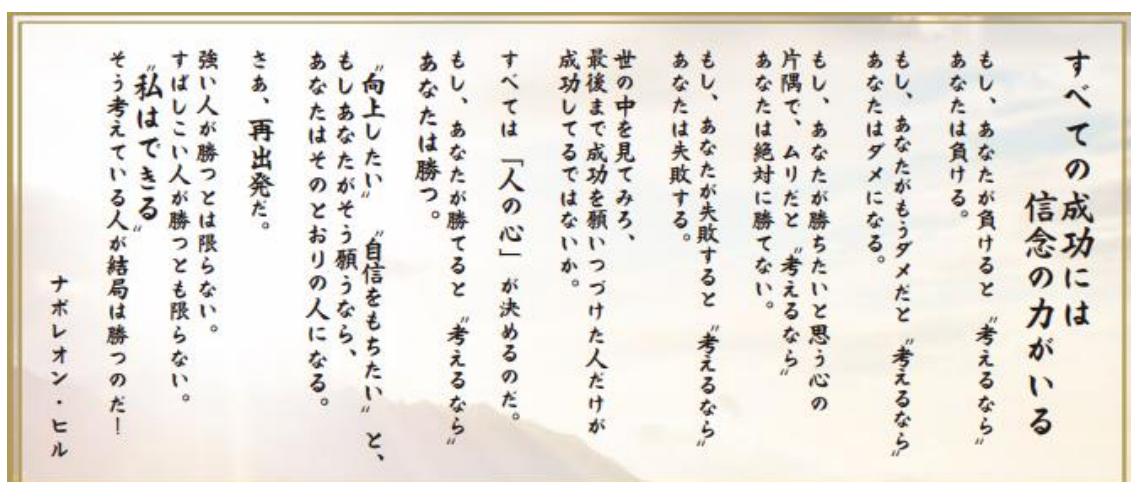 すべての成功には
信念の力がいる
もし、あなたが負けると〝考えるなら〟
あなたは負ける。
もし、あなたがもうダメだと〝考えるなら〟
あなたはダメになる。
もし、あなたが勝ちたいと思う心の
片隅で、ムリだと〝考えるなら〟
あなたは絶対に勝てない。
もし、あなたが失敗すると〝考えるなら〟
あなたは失敗する。
世の中を見てみろ、
最後まで成功を願いつづけた人だけが
成功してるではないか。
すべては「人の心」が決めるのだ。
もし、あなたが勝てると〝考えるなら〟
あなたは勝つ。
〝向上したい〟〝自信をもちたい〟と、
もしあなたがそう願うなら、
あなたはそのとおりの人になる。
さあ、再出発だ。
強い人が勝つとは限らない。
すばしこい人が勝つとも限らない。
〝私はできる〟
そう考えている人が結局は勝つのだ！
ナポレオン・ヒル